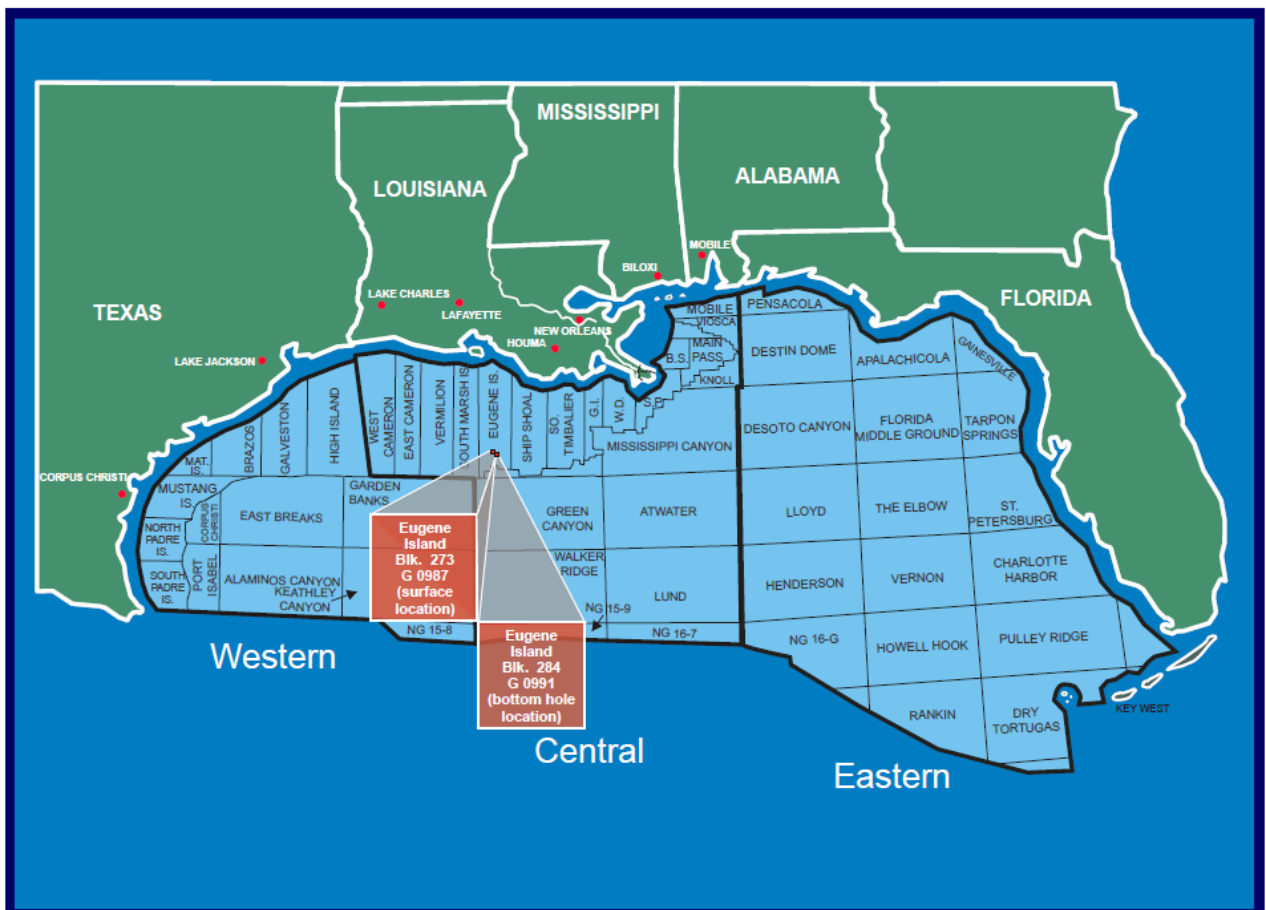 MISSISSIPPI
ALABAMA
LOUISIANA
TEXAS
FLORIDA
MOBILE
BILOXI
LAKE CHARLES
LAFAYETTE
NEW ORLEANS
HOUMA
LAKE JACKSON
CORPUS CHRISTI
MOBILE
VIOSCA
PENSACOLA
B.S.
MAIN
PASS
KNOLL
DESTIN DOME
APALACHICOLA
GAINESVILLE
MAT.
IS.
BRAZOS
GALVESTON
HIGH ISLAND
WEST
CAMERON
EAST CAMERON
VERMILION
SOUTH MARSH IS.
EUGENE IS.
SHIP SHOAL
SO.
TIMBALIER
G.I.
W.D.
S.P.
MISSISSIPPI CANYON
DESOTO CANYON
FLORIDA
MIDDLE GROUND
TARPON
SPRINGS
MUSTANG
IS.
CORPUS
CHRISTI
EAST BREAKS
GARDEN
BANKS
GREEN
CANYON
ATWATER
LLOYD
THE ELBOW
ST.
PETERSBURG
NORTH
PADRE
IS.
SOUTH
PADRE
IS.
PORT
ISABEL
ALAMINOS CANYON
KEATHLEY
CANYON
WALKER
RIDGE
LUND
HENDERSON
VERNON
CHARLOTTE
HARBOR
NG 15-8
NG 15-9
NG 16-7
NG 16-G
HOWELL HOOK
PULLEY RIDGE
RANKIN
DRY
TORTUGAS
KEY WEST
Eugene
Island
Blk. 273
G 0987
(surface
location)
Eugene
Island
Blk. 284
G 0991
(bottom hole
location)
Western
Central
Eastern